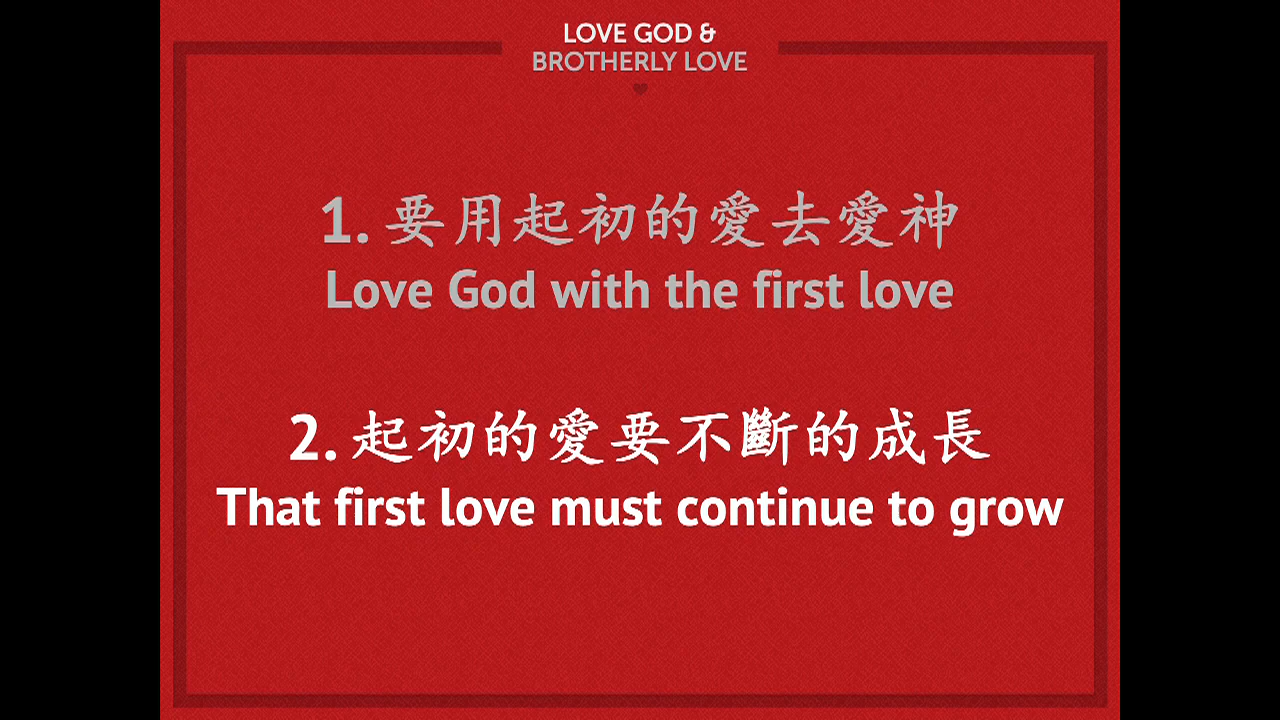 LOVE GOD &
BROTHERLY LOVE
1. 要用起初的愛去愛神
Love God with the first love
2. 起初的愛要不斷的成長
That first love must continue to grow